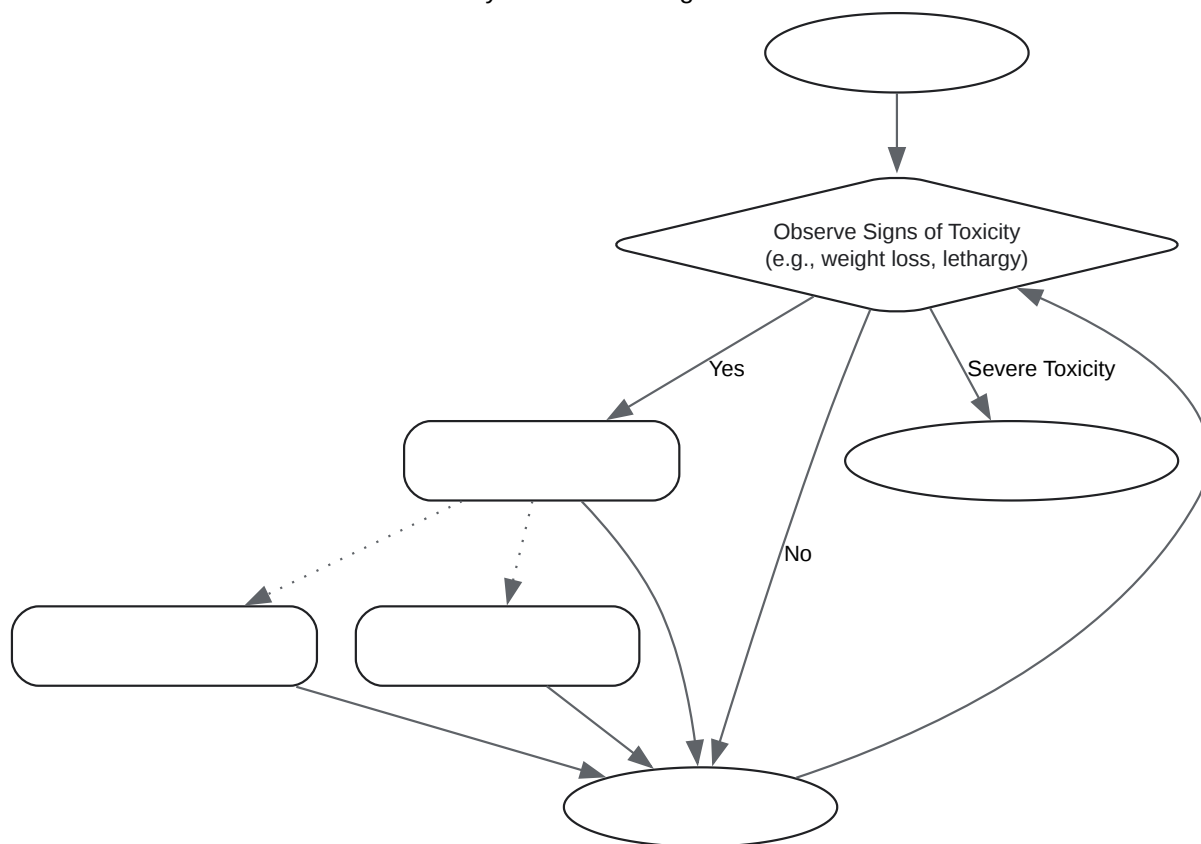 Observe Signs of Toxicity
(e.g., weight loss, lethargy)
Yes
Severe Toxicity
No